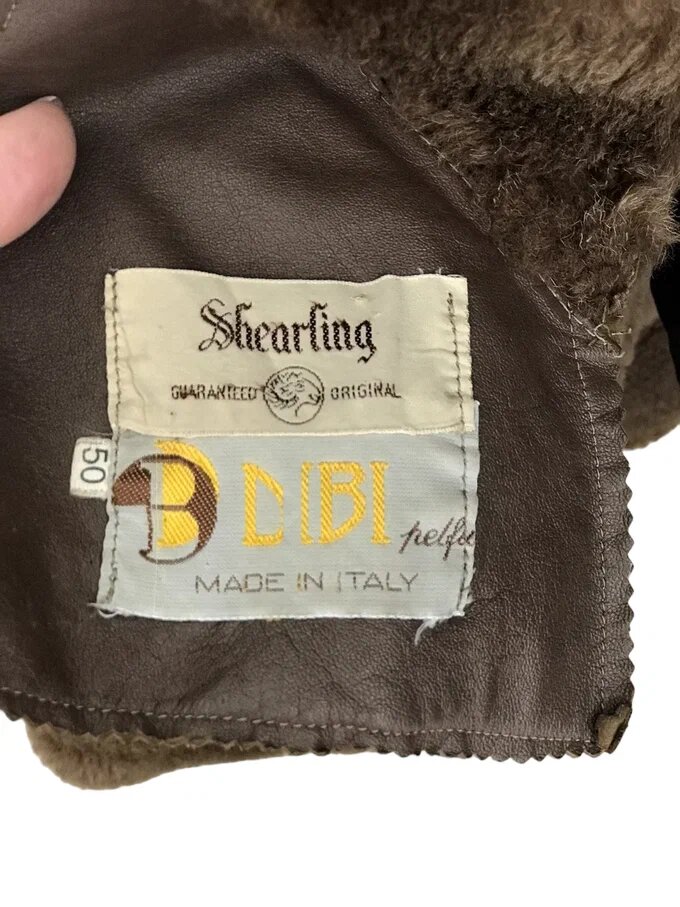 Shearling
GUARANTEED ORIGINAL
50
B DIBI
MADE IN ITALY